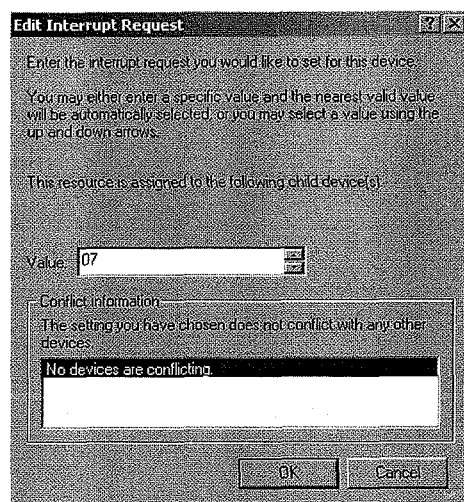 Edit Interrupt Request
Enter the interrupt request you would like to set for this device.
You may either enter a specific value and the nearest valid value
will be automatically selected, or you may select a value using the
up and down arrows.
This resource is assigned to the following child device(s)
Value: 07
Conflict information
The setting you have chosen does not conflict with any other
devices.
No devices are conflicting.
OK
Cancel